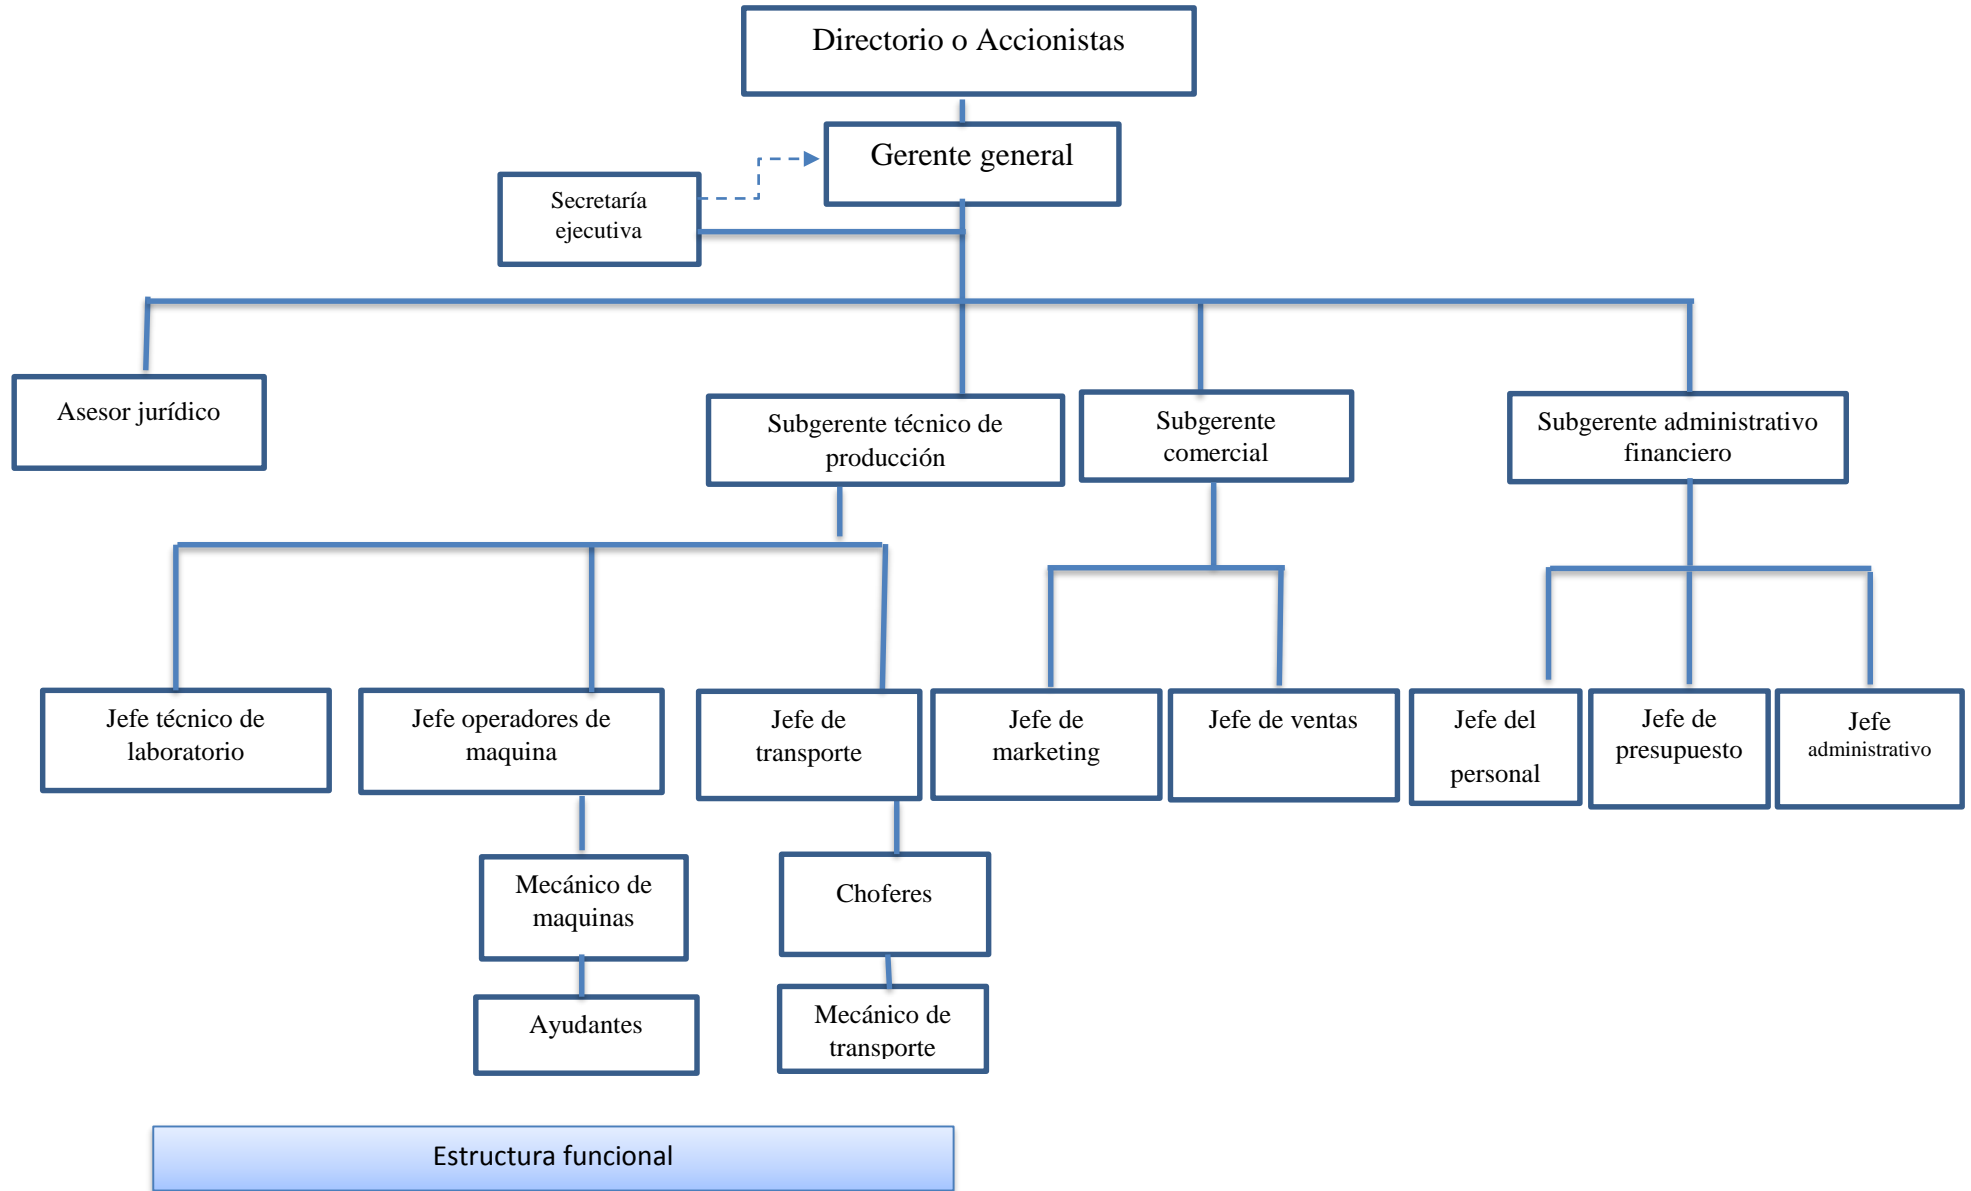 Directorio o Accionistas
Gerente general
Secretaría
ejecutiva
Asesor jurídico
Subgerente técnico de
producción
Subgerente
comercial
Subgerente administrativo
financiero
Jefe técnico de
laboratorio
Jefe operadores de
maquina
Jefe de
transporte
Jefe de
marketing
Jefe de ventas
Jefe del
personal
Jefe de
presupuesto
Jefe
administrativo
Mecánico de
maquinas
Choferes
Ayudantes
Mecánico de
transporte
Estructura funcional